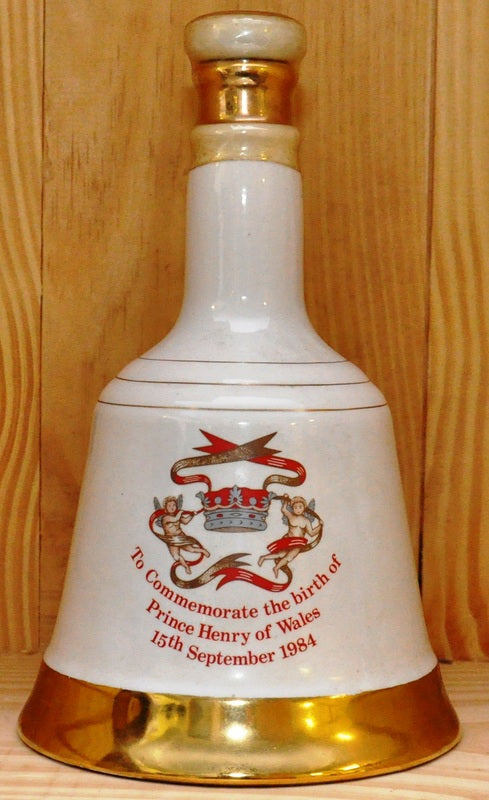 To Commemorate the birth of
Prince Henry of Wales
15th September 1984